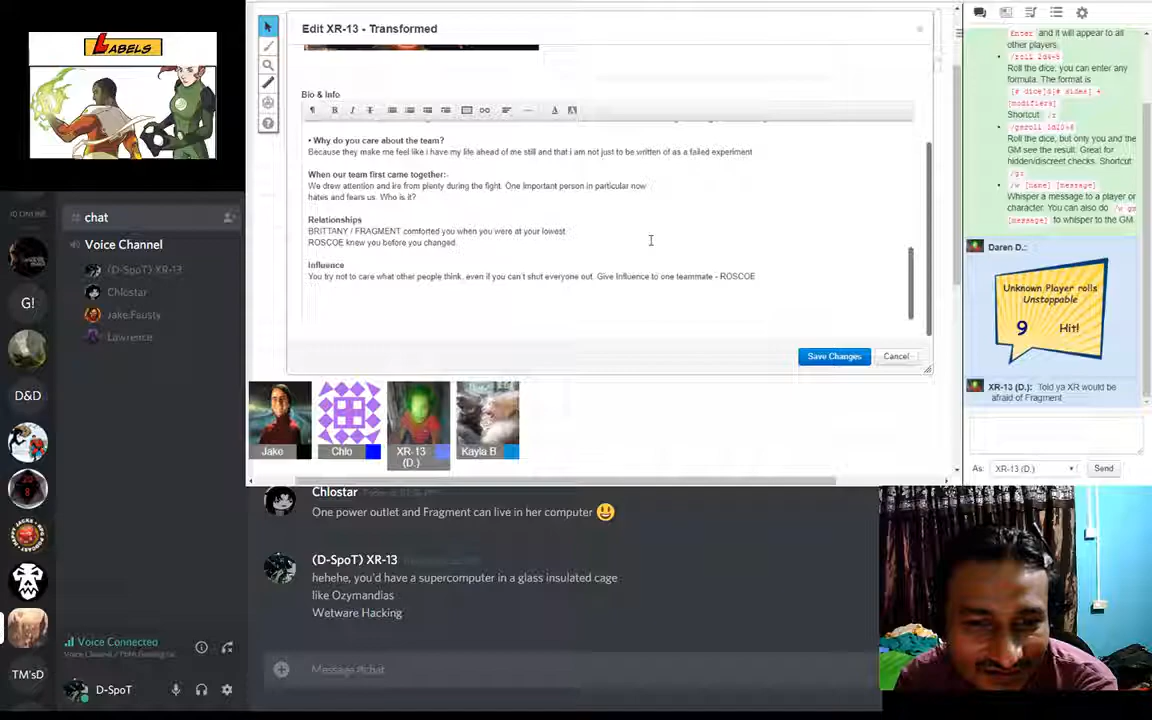 LABELS
Edit XR-13 - Transformed
Bio & Info
• Why do you care about the team?
Because they make me feel like i have my life ahead of me still and that i am not just to be written of as a failed experiment
When our team first came together:-
We drew attention and ire from plenty during the fight. One Important person in particular now
hates and fears us. Who is it?
Relationships
BRITTANY / FRAGMENT comforted you when you were at your lowest
ROSCOE knew you before you changed.
Influence
You try not to care what other people think, even if you can't shut everyone out. Give Influence to one teammate - ROSCOE
Save Changes
Cancel
Jake
Chlo
XR-13
(D.)
Kayla B
Enter and it will appear to all
other players.
• /roll 2d4+5
Roll the dice, you can enter any
formula. The format is
[# dice]d[# sides] +
[modifiers]
Shortcut: /r
• /gmroll 1d20+6
Roll the dice, but only you and the
GM see the result. Great for
hidden/discreet checks. Shortcut:
/gr
• /w [name] [message]
Whisper a message to a player or
character. You can also do /w gm
[message] to whisper to the GM.
Daren D.:
Unknown Player rolls
Unstoppable
9 Hit!
XR-13 (D.): Told ya XR would be
afraid of Fragment
As: XR-13 (D.)
Send
10 ONLINE
G!
D&D
TM'sD
# chat
Voice Channel
(D-SpoT) XR-13
Chlostar
Jake.Fausty
Lawrence
Voice Connected
D-SpoT
Chlostar
One power outlet and Fragment can live in her computer 😃
(D-SpoT) XR-13
hehehe, you'd have a supercomputer in a glass insulated cage
like Ozymandias
Wetware Hacking
Message #chat